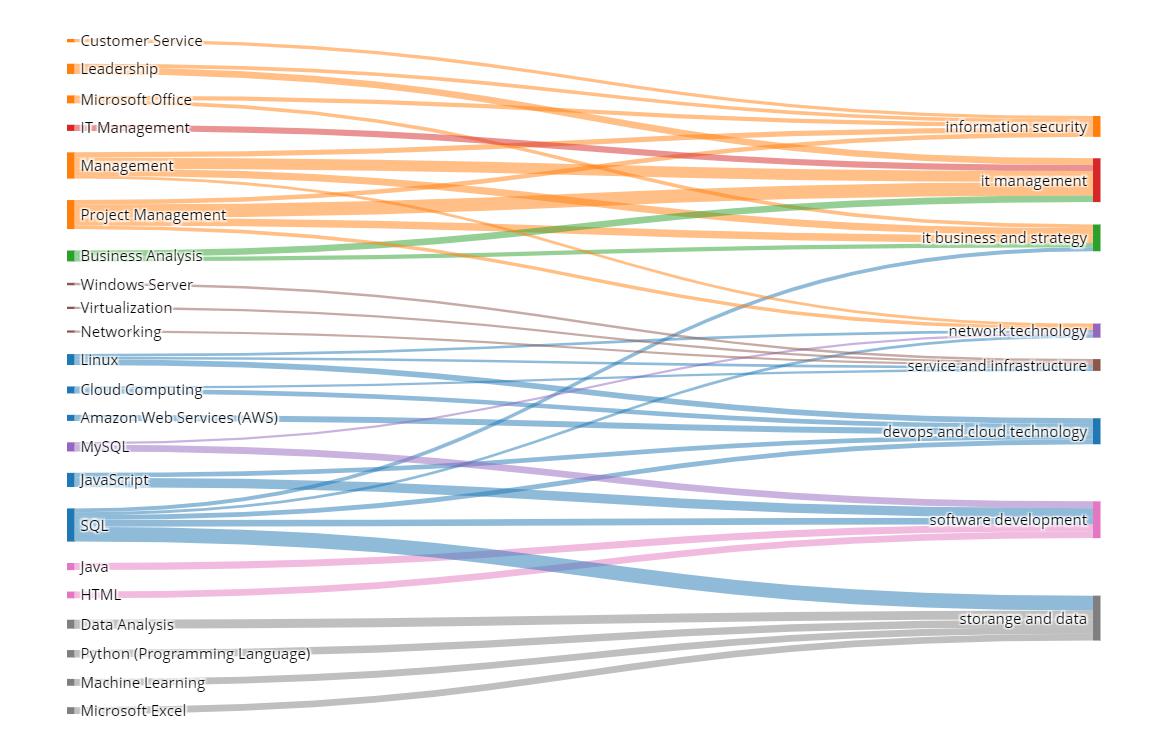 Customer Service
Leadership
Microsoft Office
IT Management
Management
Project Management
Business Analysis
Windows Server
Virtualization
Networking
Linux
Cloud Computing
Amazon Web Services (AWS)
MySQL
JavaScript
SQL
Java
HTML
Data Analysis
Python (Programming Language)
Machine Learning
Microsoft Excel
information security
it management
it business and strategy
network technology
service and infrastructure
devops and cloud technology
software development
storange and data